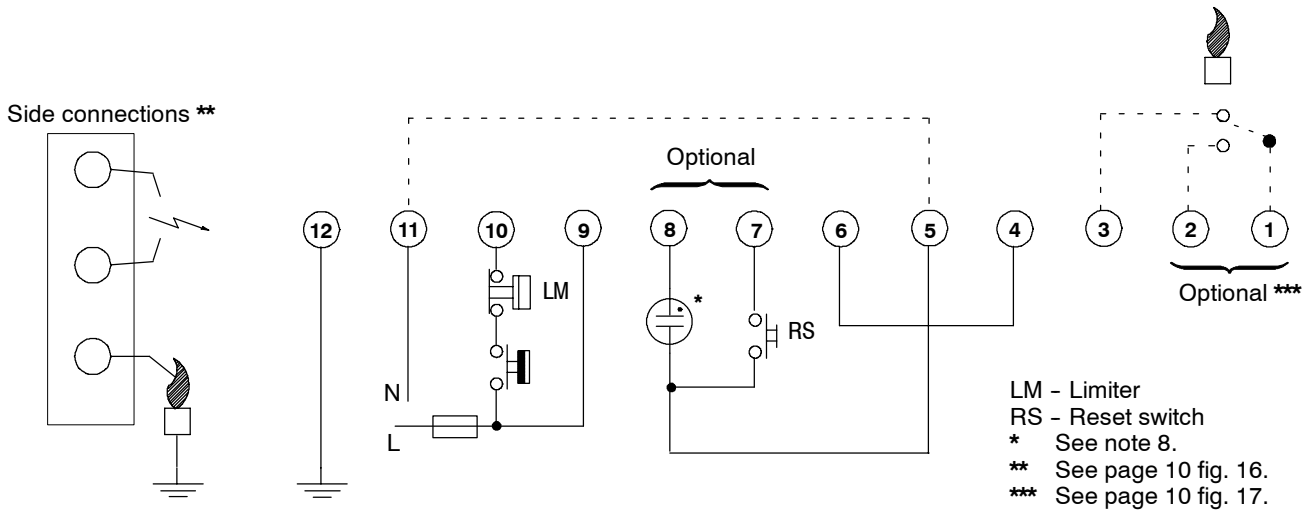 Side connections **
Optional
12 11 10 9 8 7 6 5 4 3 2 1
LM
*
RS
Optional ***
N
L
LM - Limiter
RS - Reset switch
* See note 8.
** See page 10 fig. 16.
*** See page 10 fig. 17.